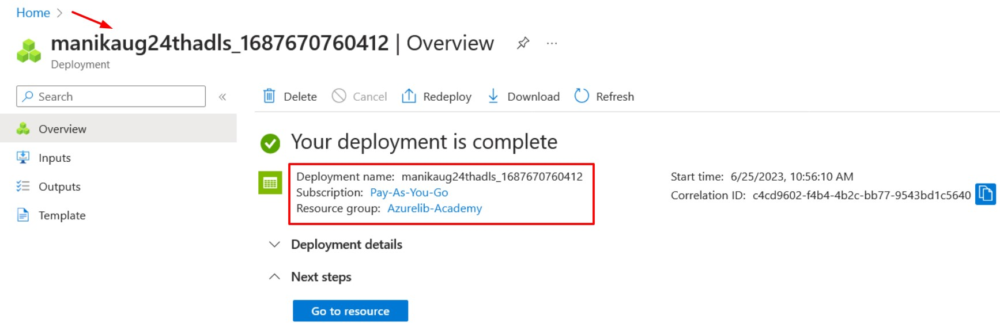 Home
manikaug24thadls_1687670760412 | Overview
Deployment
Search
Delete Cancel Redeploy Download Refresh
Overview
Inputs
Outputs
Template
Your deployment is complete
Deployment name: manikaug24thadls_1687670760412
Subscription: Pay-As-You-Go
Resource group: Azurelib-Academy
Start time: 6/25/2023, 10:56:10 AM
Correlation ID: c4cd9602-f4b4-4b2c-bb77-9543bd1c5640
Deployment details
Next steps
Go to resource